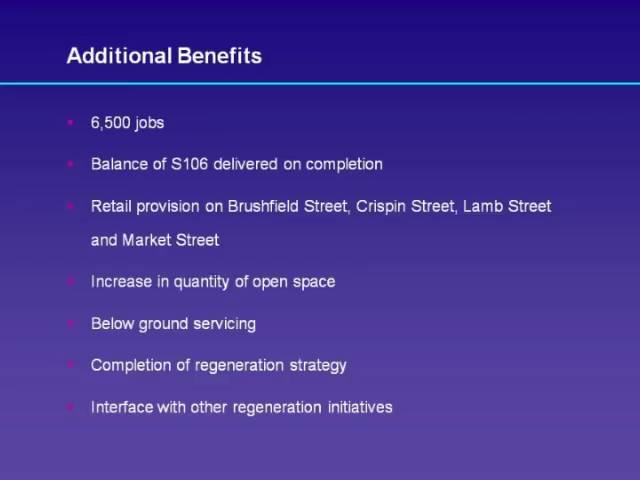 Additional Benefits
6,500 jobs
Balance of S106 delivered on completion
Retail provision on Brushfield Street, Crispin Street, Lamb Street
and Market Street
Increase in quantity of open space
Below ground servicing
Completion of regeneration strategy
Interface with other regeneration initiatives